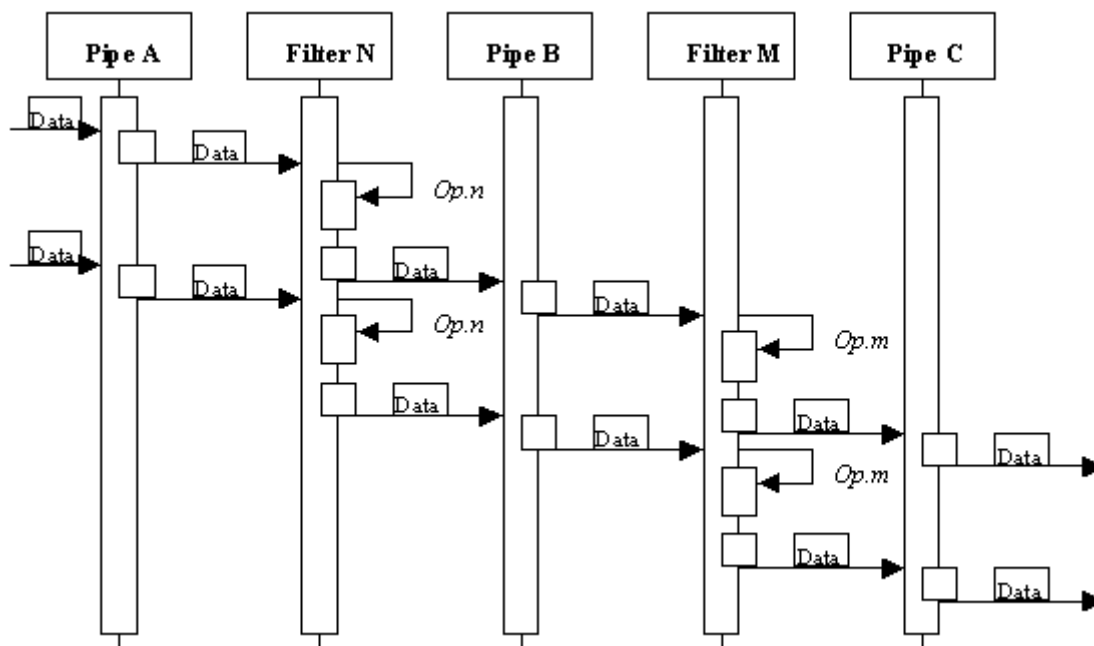 Pipe A
Filter N
Pipe B
Filter M
Pipe C
Data
Data
Op.n
Data
Data
Data
Data
Op.n
Data
Op.m
Data
Data
Data
Data
Op.m
Data
Data